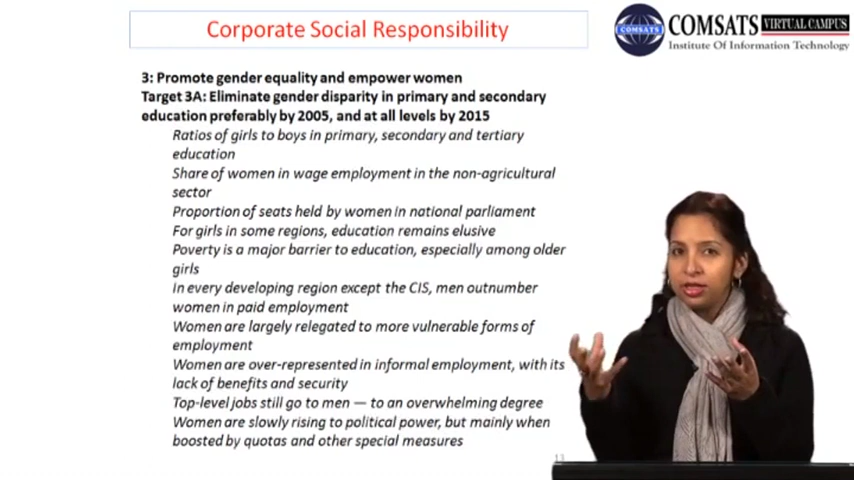 Corporate Social Responsibility
COMSATS
COMSATS
VIRTUAL CAMPUS
Institute Of Information Technology
3: Promote gender equality and empower women
Target 3A: Eliminate gender disparity in primary and secondary
education preferably by 2005, and at all levels by 2015
Ratios of girls to boys in primary, secondary and tertiary
education
Share of women in wage employment in the non-agricultural
sector
Proportion of seats held by women in national parliament
For girls in some regions, education remains elusive
Poverty is a major barrier to education, especially among older
girls
In every developing region except the CIS, men outnumber
women in paid employment
Women are largely relegated to more vulnerable forms of
employment
Women are over-represented in informal employment, with its
lack of benefits and security
Top-level jobs still go to men — to an overwhelming degree
Women are slowly rising to political power, but mainly when
boosted by quotas and other special measures
13